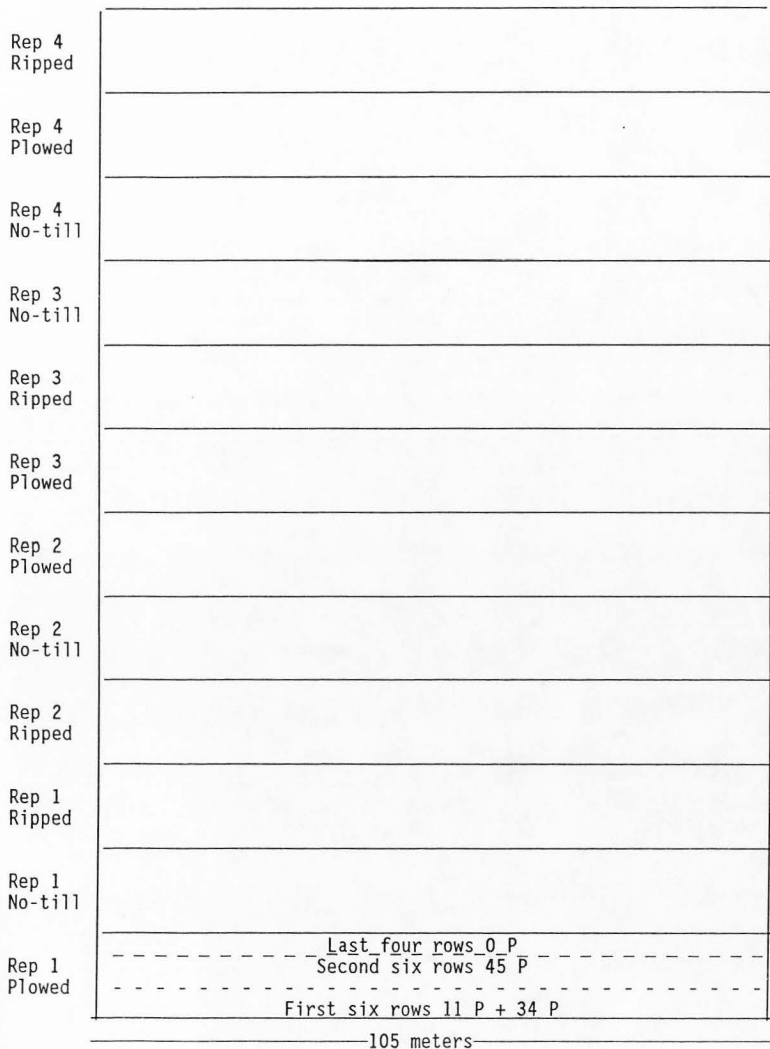 Rep 4
Ripped
Rep 4
Plowed
Rep 4
No-till
Rep 3
No-till
Rep 3
Ripped
Rep 3
Plowed
Rep 2
Plowed
Rep 2
No-till
Rep 2
Ripped
Rep 1
Ripped
Rep 1
No-till
Rep 1
Plowed
Last four rows 0 P
Second six rows 45 P
First six rows 11 P + 34 P
105 meters